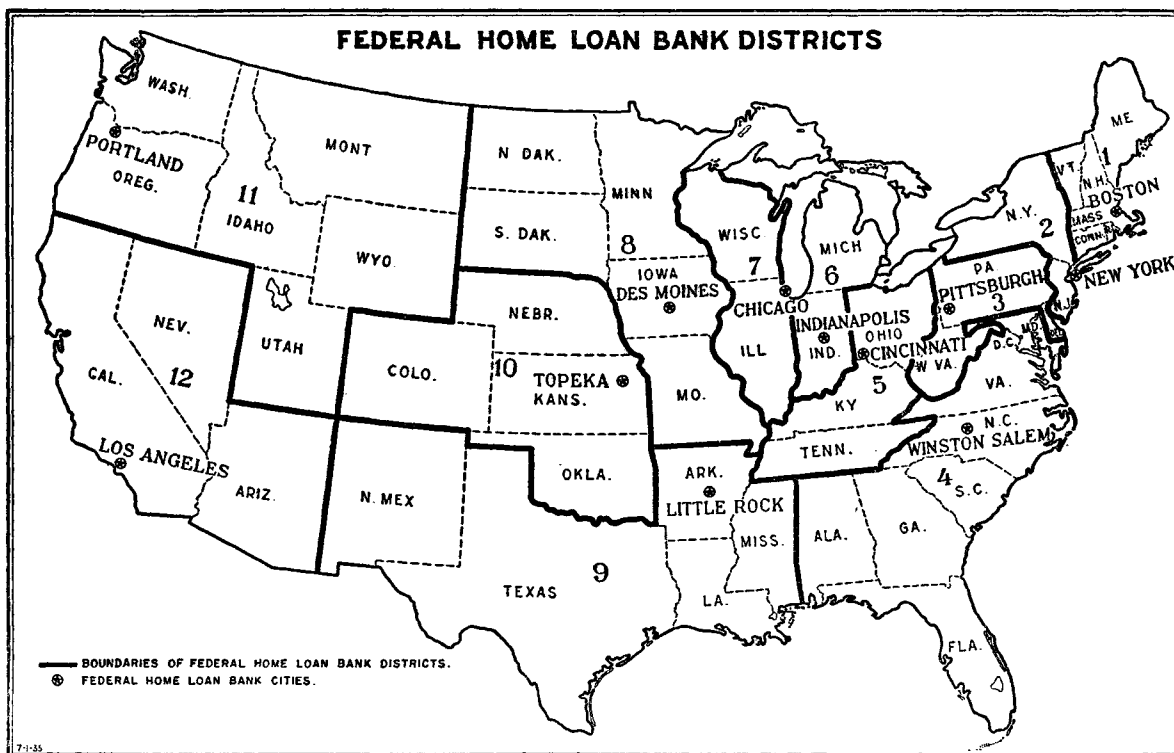 FEDERAL HOME LOAN BANK DISTRICTS
WASH.
PORTLAND
OREG.
MONT
11
IDAHO
WYO.
N DAK.
S. DAK.
MINN
8
WISC.
7
MICH
6
ME
1
VT.
N.H.
BOSTON
MASS
CONN.
R.I.
N.Y.
2
NEW YORK
PA
PITTSBURGH
3
N.J.
IOWA
DES MOINES
CHICAGO
NEBR.
NEV.
UTAH
CAL.
12
COLO.
10
TOPEKA
KANS.
MO.
ILL
INDIANAPOLIS
IND.
OHIO
CINCINNATI
W VA.
D.C.
MD.
5
KY
VA.
LOS ANGELES
ARIZ.
N. MEX
OKLA.
ARK.
LITTLE ROCK
TENN.
N.C.
WINSTON SALEM
4
S.C.
MISS.
ALA.
GA.
TEXAS
9
LA.
FLA.
BOUNDARIES OF FEDERAL HOME LOAN BANK DISTRICTS.
FEDERAL HOME LOAN BANK CITIES.
7-1-35